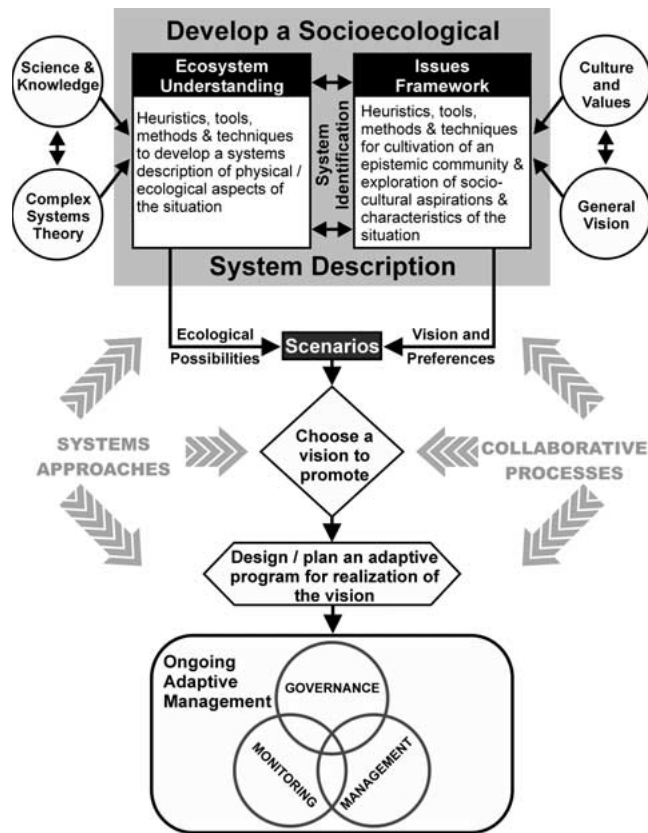 Develop a Socioecological
Science &
Knowledge
Complex
Systems
Theory
Ecosystem
Understanding
Heuristics, tools,
methods & techniques
to develop a systems
description of physical /
ecological aspects of
the situation
System
Identification
Issues
Framework
Heuristics, tools,
methods & techniques
for cultivation of an
epistemic community &
exploration of socio-
cultural aspirations &
characteristics of the
situation
Culture
and
Values
General
Vision
System Description
Ecological
Possibilities
Scenarios
Vision and
Preferences
SYSTEMS
APPROACHES
Choose a
vision to
promote
COLLABORATIVE
PROCESSES
Design / plan an adaptive
program for realization of
the vision
Ongoing
Adaptive
Management
GOVERNANCE
MONITORING
MANAGEMENT